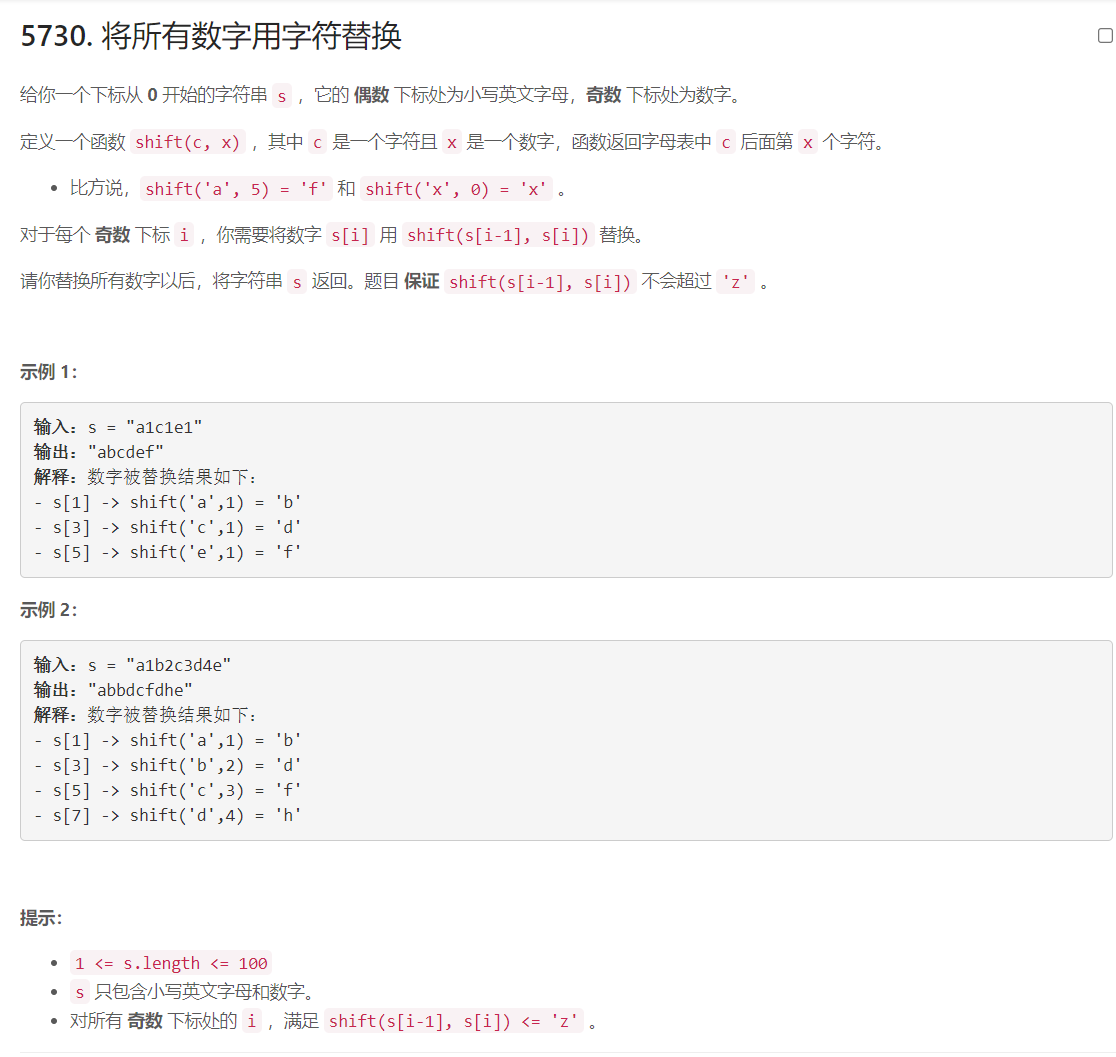 5730. 将所有数字用字符替换
给你一个下标从 0 开始的字符串 s ，它的 偶数 下标处为小写英文字母，奇数 下标处为数字。
定义一个函数 shift(c, x) ，其中 c 是一个字符且 x 是一个数字，函数返回字母表中 c 后面第 x 个字符。
• 比方说，shift('a', 5) = 'f' 和 shift('x', 0) = 'x' 。
对于每个 奇数 下标 i ，你需要将数字 s[i] 用 shift(s[i-1], s[i]) 替换。
请你替换所有数字以后，将字符串 s 返回。题目 保证 shift(s[i-1], s[i]) 不会超过 'z' 。
示例 1：
输入：s = "a1c1e1"
输出："abcdef"
解释：数字被替换结果如下：
- s[1] -> shift('a',1) = 'b'
- s[3] -> shift('c',1) = 'd'
- s[5] -> shift('e',1) = 'f'
示例 2：
输入：s = "a1b2c3d4e"
输出："abbdcfdhe"
解释：数字被替换结果如下：
- s[1] -> shift('a',1) = 'b'
- s[3] -> shift('b',2) = 'd'
- s[5] -> shift('c',3) = 'f'
- s[7] -> shift('d',4) = 'h'
提示：
• 1 <= s.length <= 100
• s 只包含小写英文字母和数字。
• 对所有 奇数 下标处的 i ，满足 shift(s[i-1], s[i]) <= 'z' 。